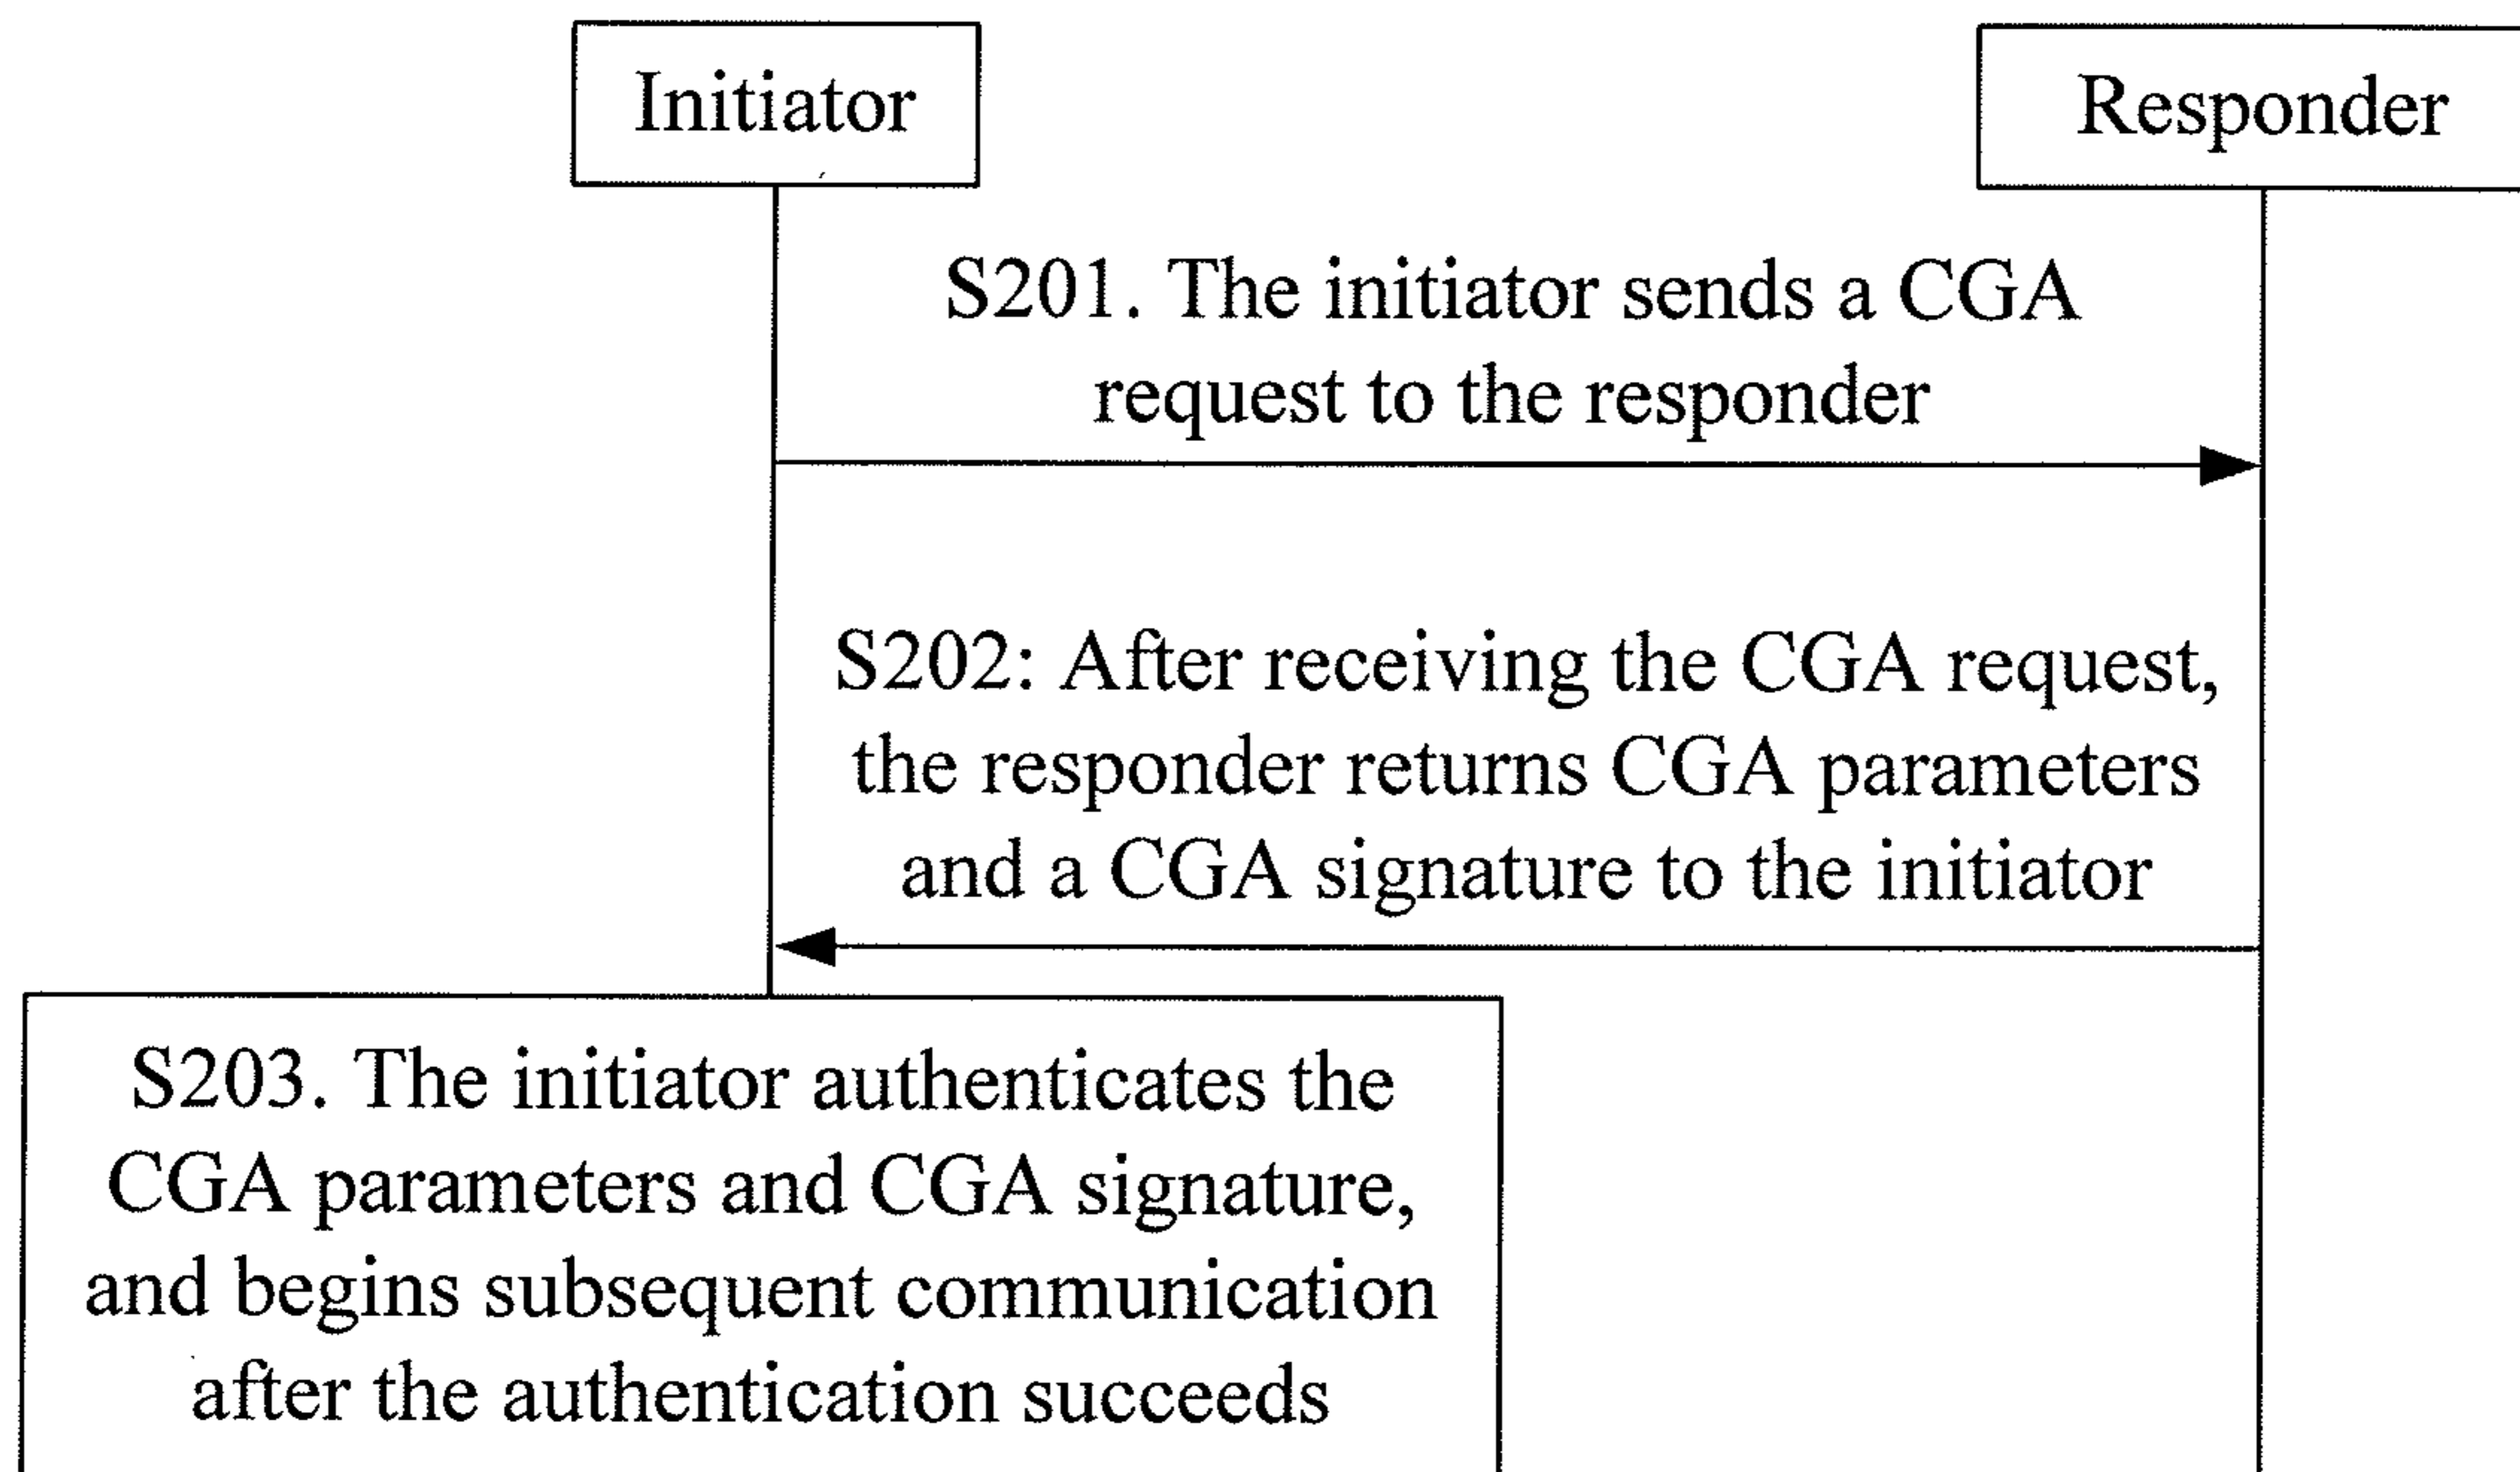 Initiator
Responder
S201. The initiator sends a CGA
request to the responder
S202: After receiving the CGA request,
the responder returns CGA parameters
and a CGA signature to the initiator
S203. The initiator authenticates the
CGA parameters and CGA signature,
and begins subsequent communication
after the authentication succeeds